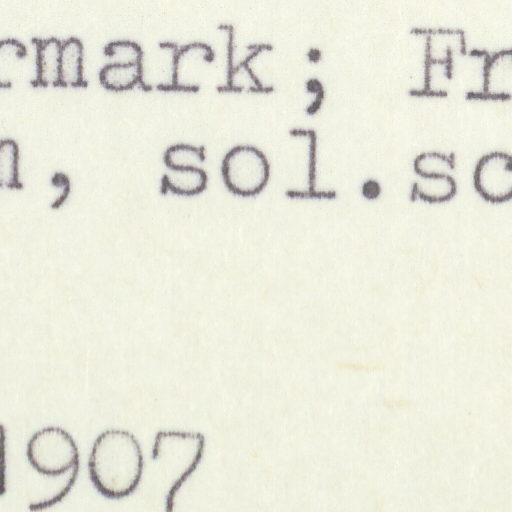 rmark; Fr
n, sol.sc
1907